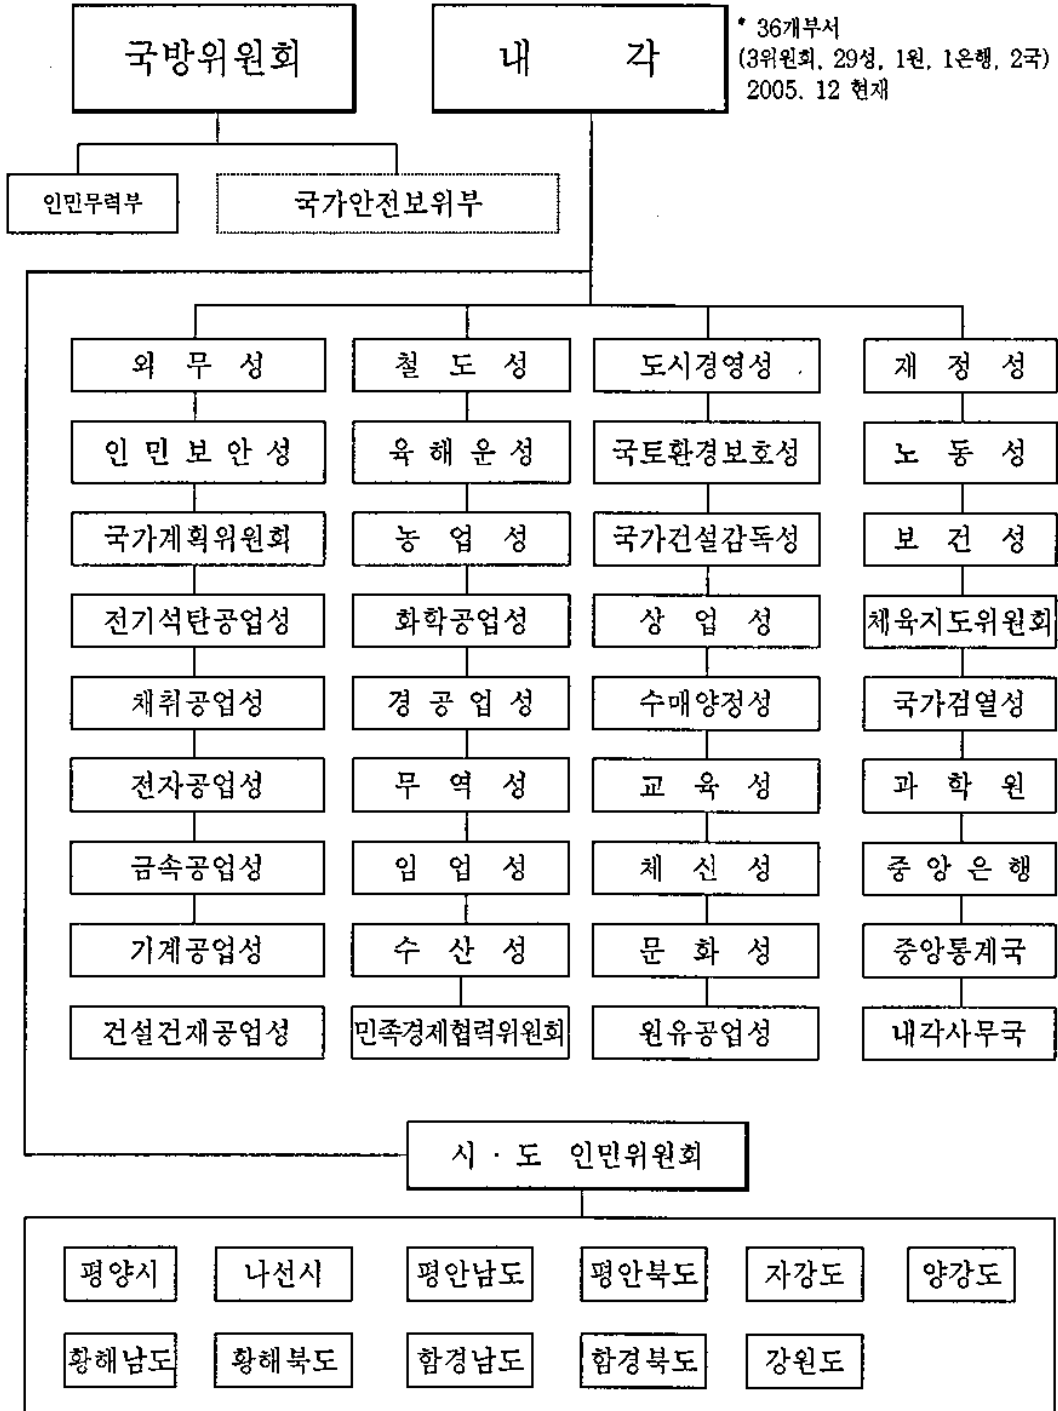 국방위원회
내 각
* 36개부서
(3위원회, 29성, 1원, 1은행, 2국)
2005. 12 현재
인민무력부
국가안전보위부
외 무 성
철 도 성
도시경영성
재 정 성
인 민 보 안 성
육 해 운 성
국토환경보호성
노 동 성
국가계획위원회
농 업 성
국가건설감독성
보 건 성
전기석탄공업성
화학공업성
상 업 성
체육지도위원회
채취공업성
경 공 업 성
수매양정성
국가검열성
전자공업성
무 역 성
교 육 성
과 학 원
금속공업성
임 업 성
체 신 성
중 앙 은 행
기계공업성
수 산 성
문 화 성
중앙통계국
건설건재공업성
민족경제협력위원회
원유공업성
내각사무국
시 · 도 인민위원회
평양시
나선시
평안남도
평안북도
자강도
양강도
황해남도
황해북도
함경남도
함경북도
강원도